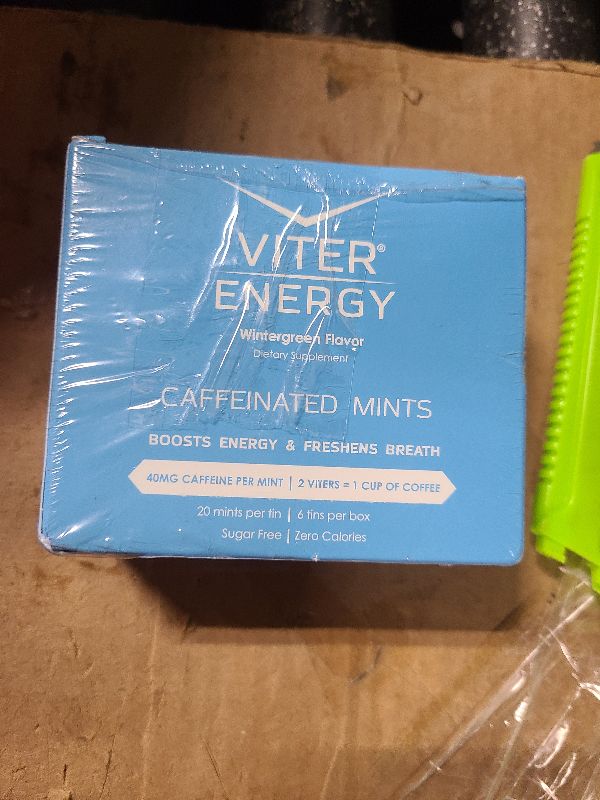 VITER®
ENERGY
Wintergreen Flavor
Dietary Supplement
CAFFEINATED MINTS
BOOSTS ENERGY & FRESHENS BREATH
40MG CAFFEINE PER MINT | 2 VITERS = 1 CUP OF COFFEE
20 mints per tin | 6 tins per box
Sugar Free | Zero Calories